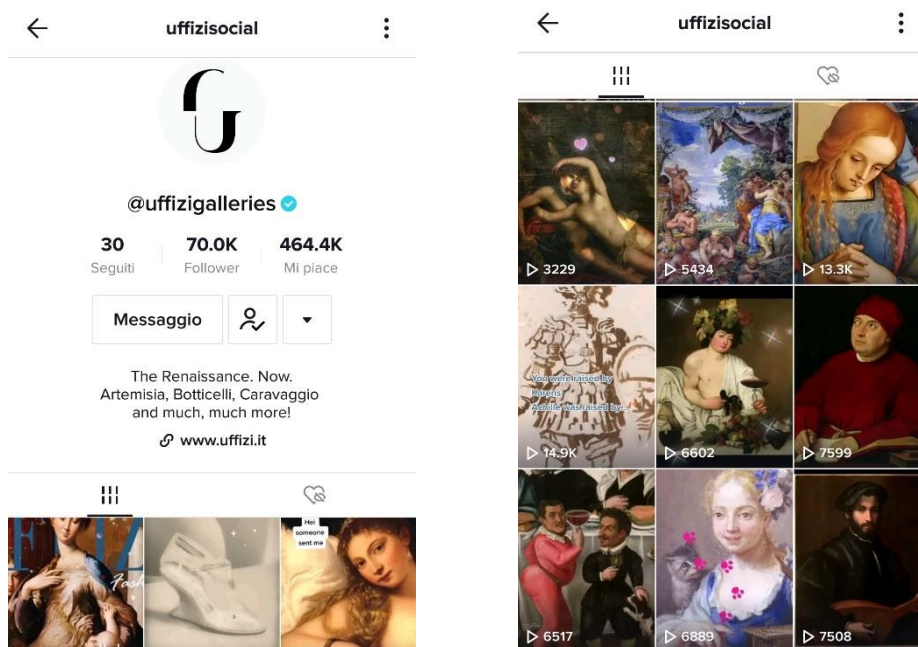 uffizisocial
@uffizigalleries
30 70.0K 464.4K
Seguiti Follower Mi piace
Messaggio
The Renaissance. Now.
Artemisia, Botticelli, Caravaggio
and much, much more!
www.uffizi.it
Fash
Hei
someone
sent me
uffizisocial
3229 5434 13.3K
You were raised by
Karens
Achille was raised by...
14.9K 6602 7599
6517 6889 7508